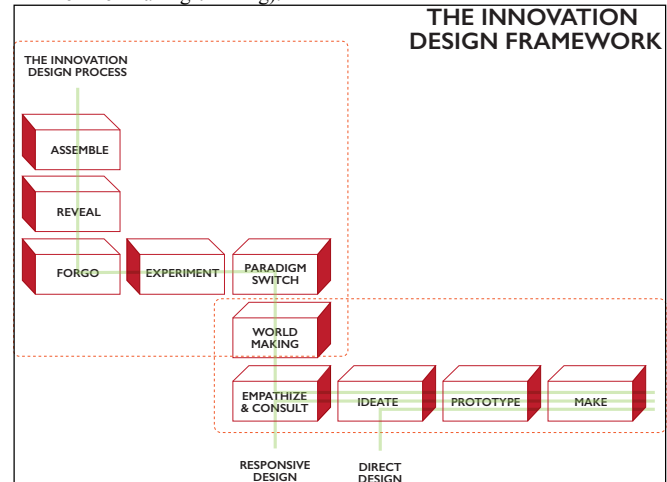 THE INNOVATION
DESIGN FRAMEWORK
THE INNOVATION
DESIGN PROCESS
ASSEMBLE
REVEAL
FORGO
EXPERIMENT
PARADIGM
SWITCH
WORLD
MAKING
EMPATHIZE
& CONSULT
IDEATE
PROTOTYPE
MAKE
RESPONSIVE
DESIGN
DIRECT
DESIGN